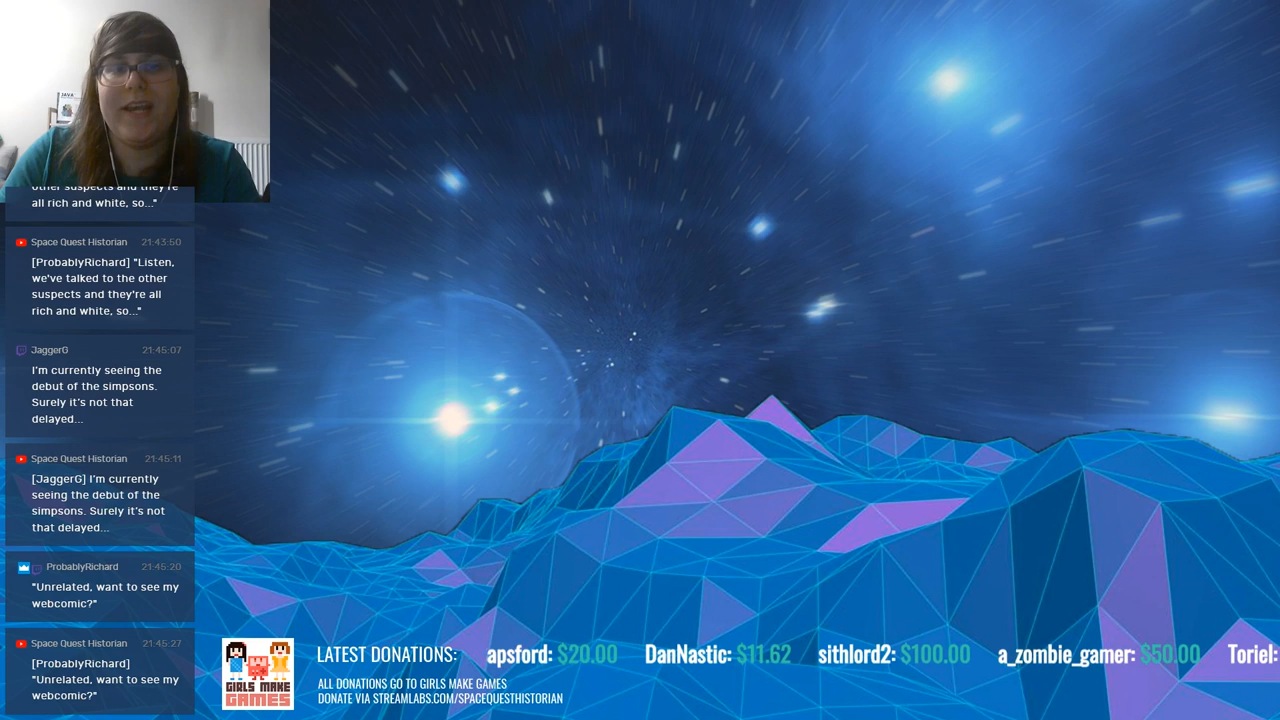 JAVA
other suspects and they're
all rich and white, so..."
Space Quest Historian 21:43:50
[ProbablyRichard] "Listen,
we've talked to the other
suspects and they're all
rich and white, so..."
JaggerG 21:45:07
I'm currently seeing the
debut of the simpsons.
Surely it's not that
delayed...
Space Quest Historian 21:45:11
[JaggerG] I'm currently
seeing the debut of the
simpsons. Surely it's not
that delayed...
ProbablyRichard 21:45:20
"Unrelated, want to see my
webcomic?"
Space Quest Historian 21:45:27
[ProbablyRichard]
"Unrelated, want to see my
webcomic?"
GIRLS MAKE
GAMES
LATEST DONATIONS: apsford: $20.00 DanNastic: $11.62 sithlord2: $100.00 a_zombie_gamer: $50.00 Toriel:
ALL DONATIONS GO TO GIRLS MAKE GAMES
DONATE VIA STREAMLABS.COM/SPACEQUESTHISTORIAN